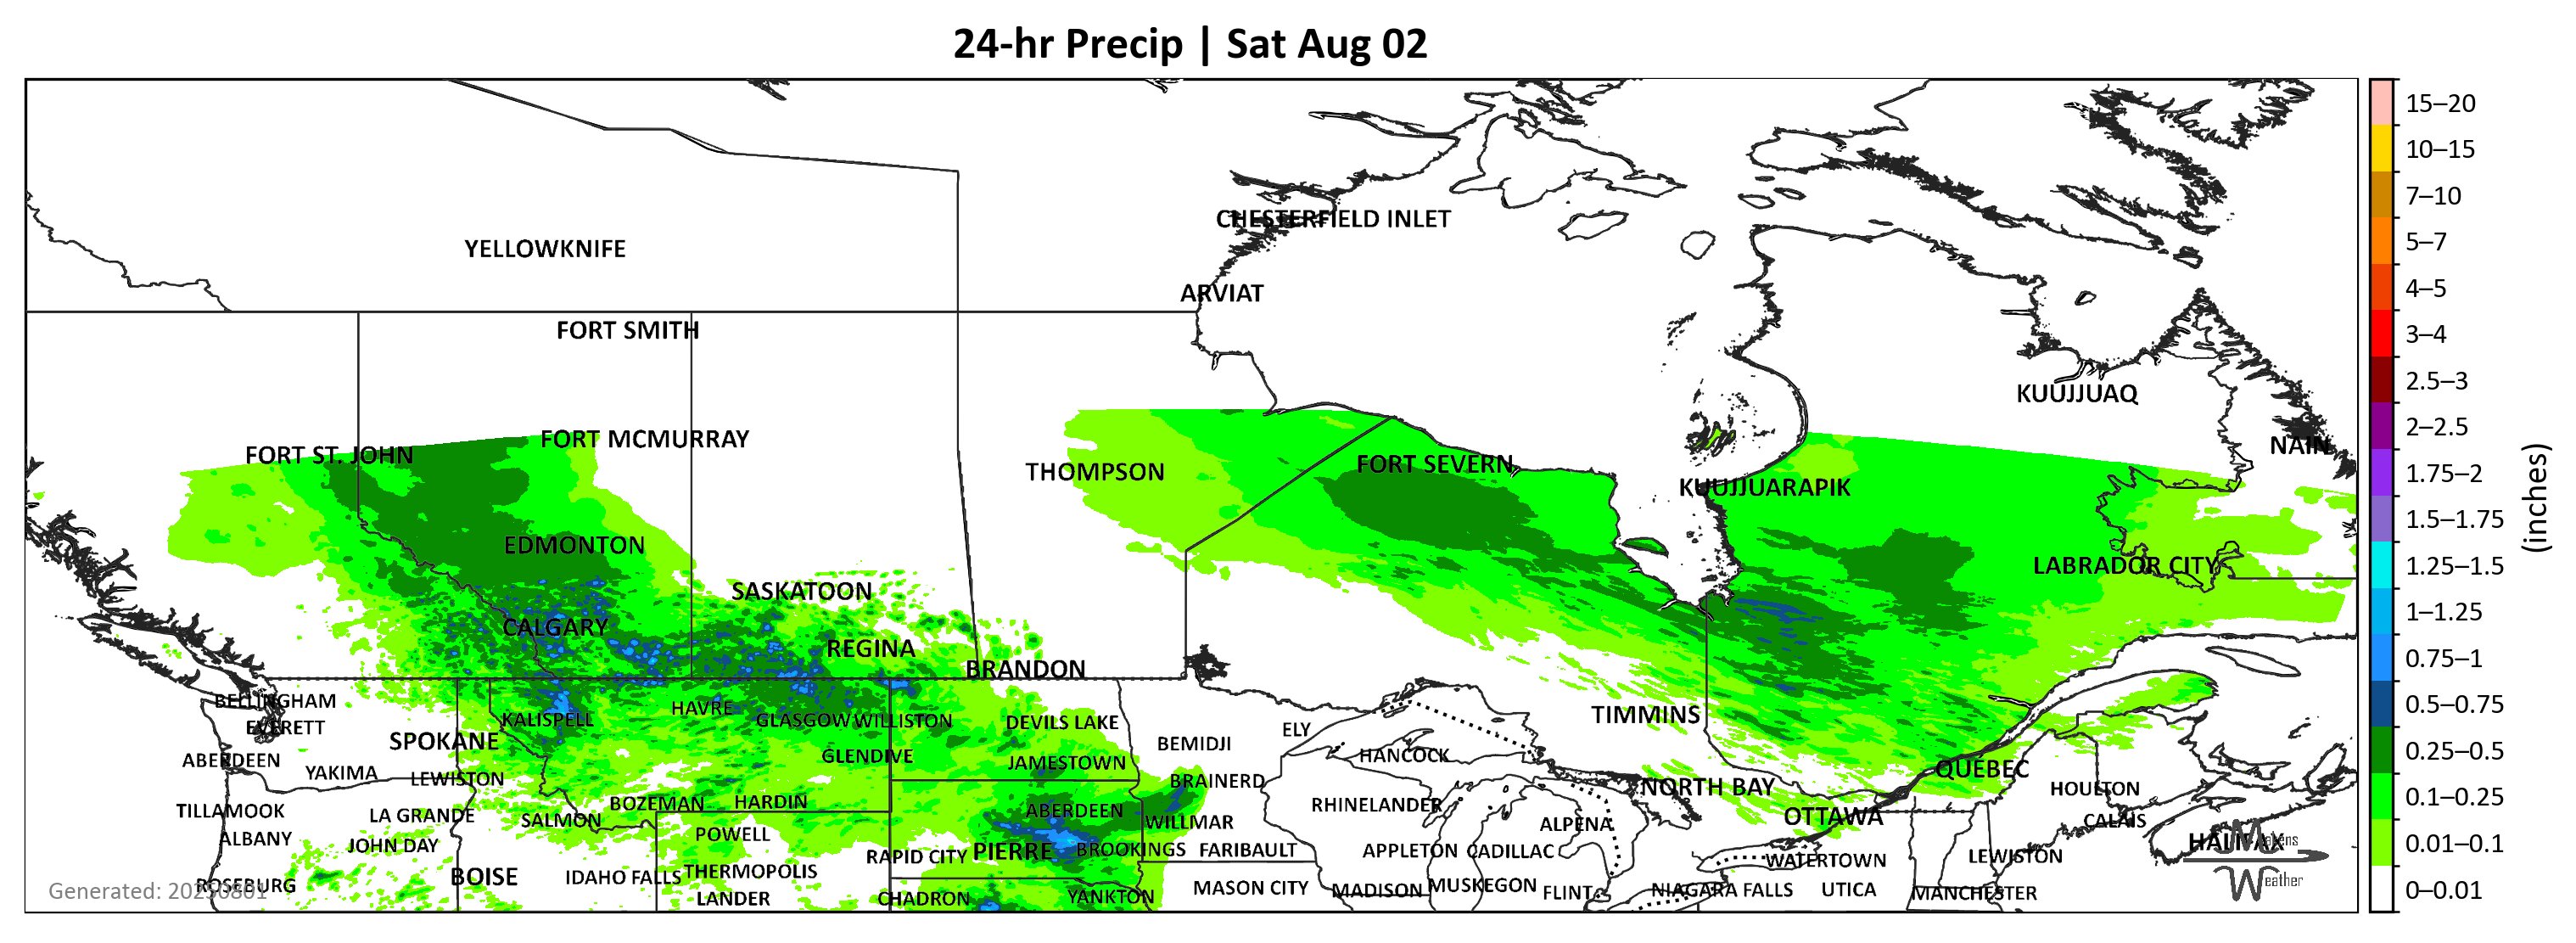 24-hr Precip | Sat Aug 02
CHESTERFIELD INLET
YELLOWKNIFE
ARVIAT
FORT SMITH
KUUJJUAQ
FORT MCMURRAY
NAIN
FORT ST. JOHN
THOMPSON
FORT SEVERN
KUUJJUARAPIK
EDMONTON
LABRADOR CITY
SASKATOON
CALGARY
REGINA
BRANDON
BELLINGHAM
HAVRE
KALISPELL
GLASGOW
WILLISTON
DEVILS LAKE
TIMMINS
EVERETT
ELY
SPOKANE
BEMIDJI
HANCOCK
GLENDIVE
ABERDEEN
JAMESTOWN
QUÉBEC
YAKIMA
LEWISTON
BRAINERD
NORTH BAY
HOULTON
BOZEMAN
HARDIN
RHINELANDER
TILLAMOOK
LA GRANDE
SALMON
ABERDEEN
WILLMAR
ALPENA
OTTAWA
CALAIS
ALBANY
POWELL
HALIFAX
JOHN DAY
RAPID CITY
PIERRE
BROOKINGS
FARIBAULT
APPLETON
CADILLAC
WATERTOWN
LEWISTON
BOISE
IDAHO FALLS
THERMOPOLIS
ROSEBURG
MASON CITY
MADISON
MUSKEGON
FLINT
NIAGARA FALLS
UTICA
MANCHESTER
LANDER
CHADRON
YANKTON
Generated: 20250801
Weather
15–20
10–15
7–10
5–7
4–5
3–4
2.5–3
2–2.5
1.75–2
1.5–1.75
1.25–1.5
1–1.25
0.75–1
0.5–0.75
0.25–0.5
0.1–0.25
0.01–0.1
0–0.01
(inches)